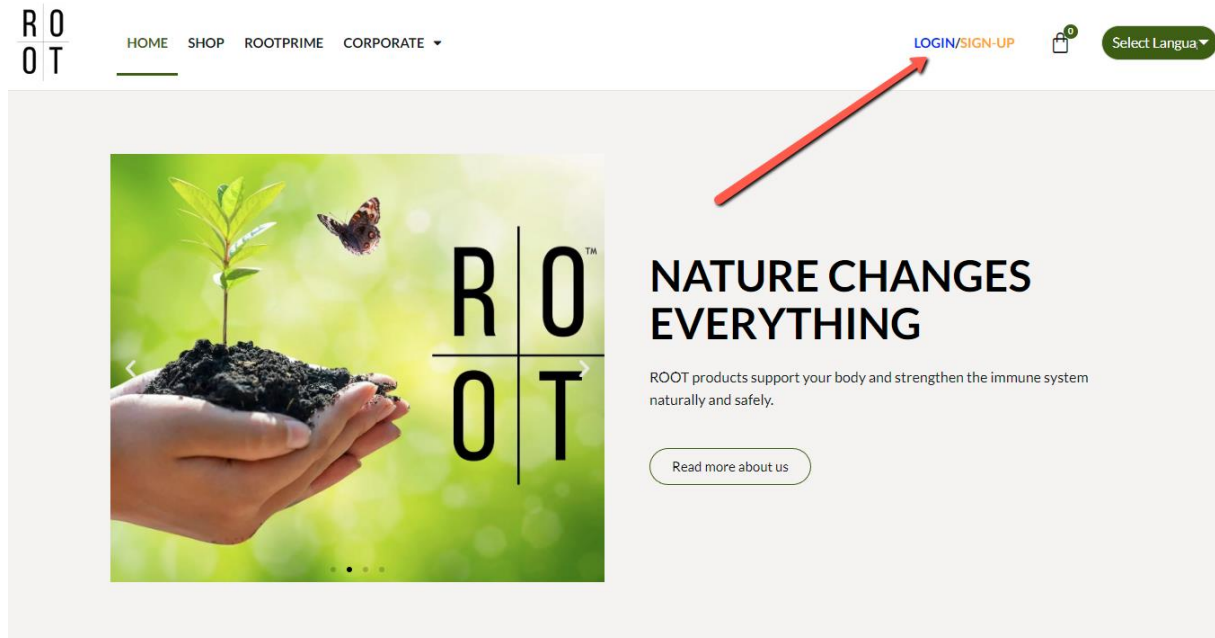 R O
O T
HOME SHOP ROOTPRIME CORPORATE
LOGIN/SIGN-UP
0
Select Langua
R O™
O T
NATURE CHANGES
EVERYTHING
ROOT products support your body and strengthen the immune system
naturally and safely.
Read more about us